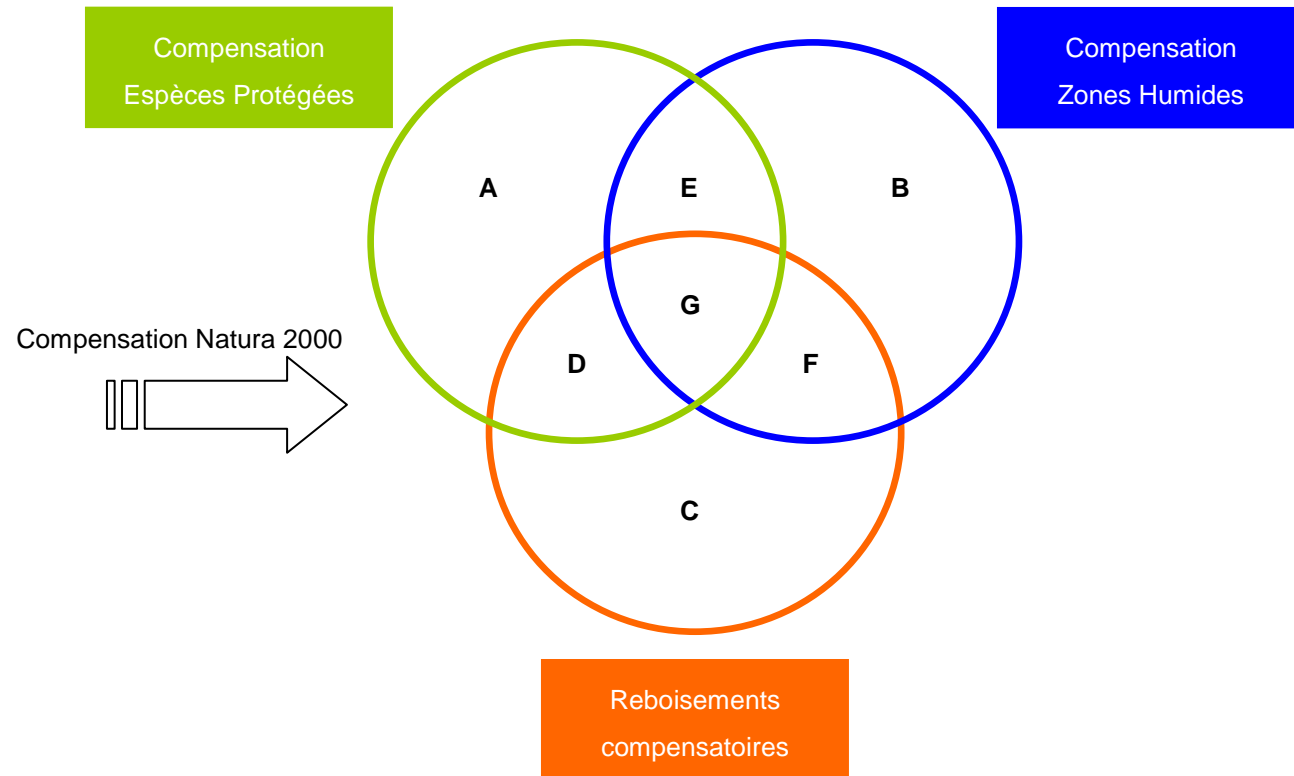 Compensation
Espèces Protégées
Compensation
Zones Humides
A
E
B
G
Compensation Natura 2000
D
F
C
Reboisements
compensatoires